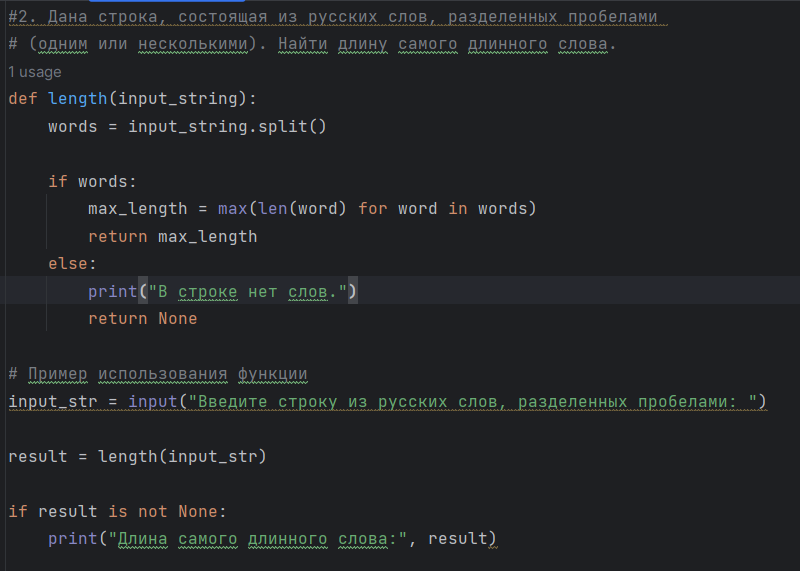 #2. Дана строка, состоящая из русских слов, разделенных пробелами
# (одним или несколькими). Найти длину самого длинного слова.
1 usage
def length(input_string):
    words = input_string.split()
    if words:
        max_length = max(len(word) for word in words)
        return max_length
    else:
        print("В строке нет слов.")
        return None
# Пример использования функции
input_str = input("Введите строку из русских слов, разделенных пробелами: ")
result = length(input_str)
if result is not None:
    print("Длина самого длинного слова:", result)